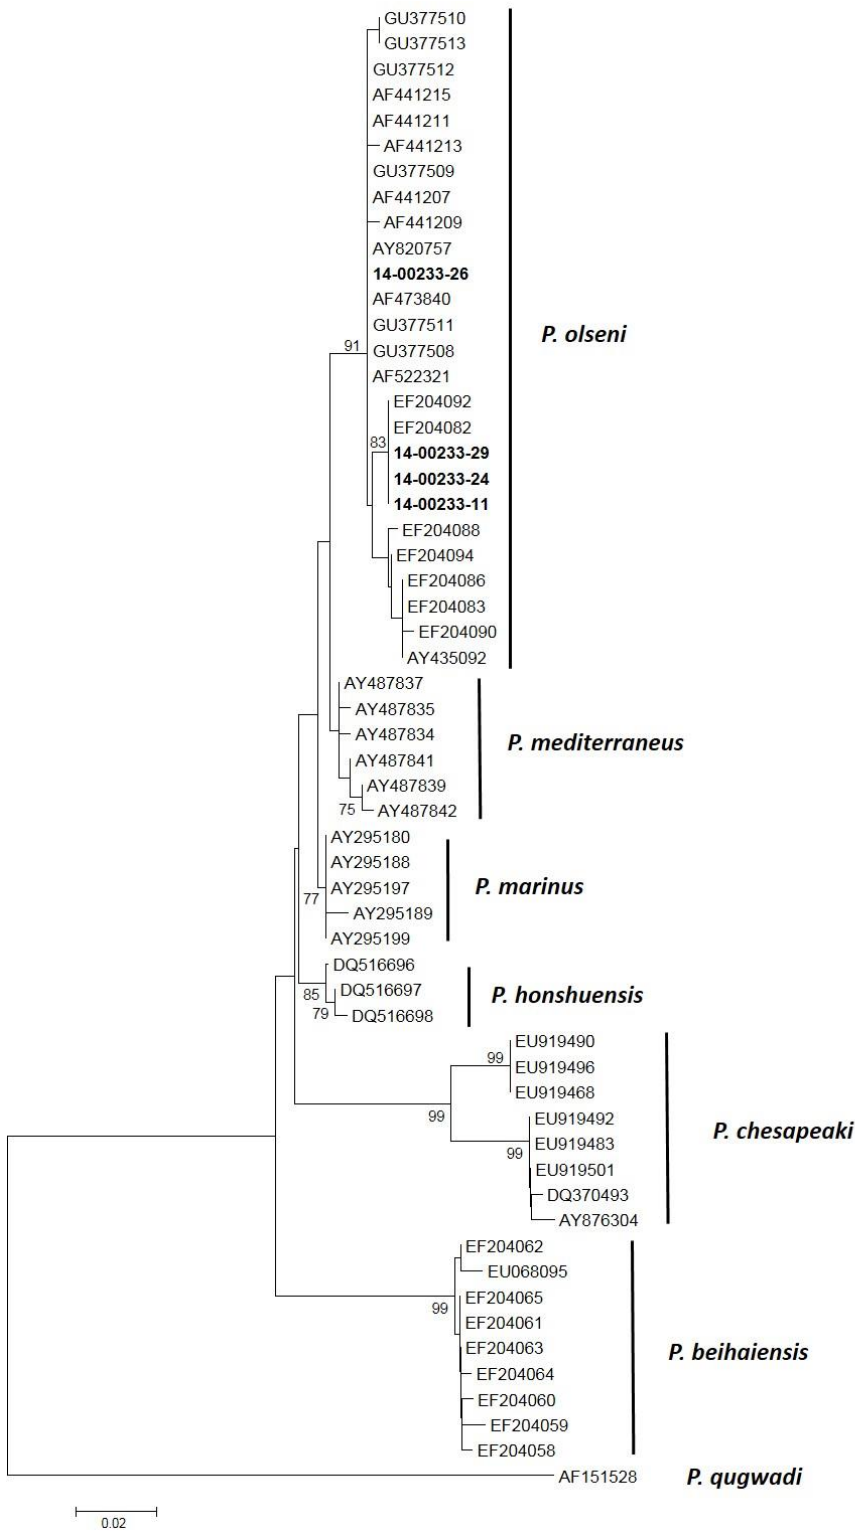 GU377510
GU377513
GU377512
AF441215
AF441211
AF441213
GU377509
AF441207
AF441209
AY820757
14-00233-26
AF473840
P. olseni
GU377511
91
GU377508
AF522321
EF204092
EF204082
83
14-00233-29
14-00233-24
14-00233-11
EF204088
EF204094
EF204086
EF204083
EF204090
AY435092
AY487837
AY487835
AY487834
P. mediterraneus
AY487841
AY487839
75
AY487842
AY295180
AY295188
AY295197
P. marinus
77
AY295189
AY295199
DQ516696
85
DQ516697
P. honshuensis
79
DQ516698
EU919490
99
EU919496
EU919468
99
EU919492
P. chesapeaki
EU919483
99
EU919501
DQ370493
AY876304
EF204062
EU068095
EF204065
99
EF204061
EF204063
P. beihaiensis
EF204064
EF204060
EF204059
EF204058
AF151528
P. qugwadi
0.02